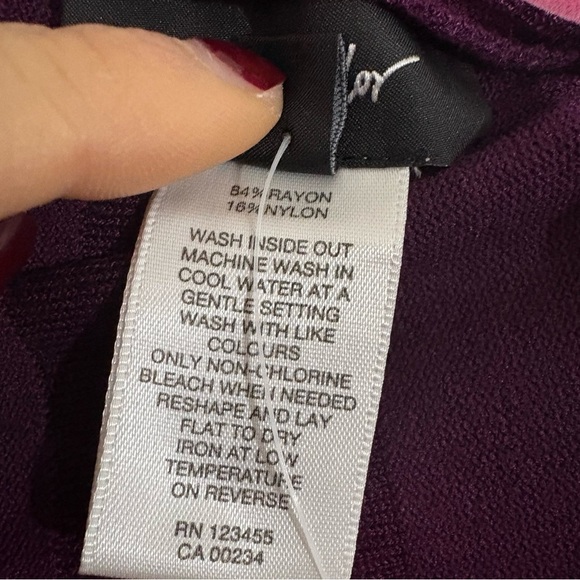 84% RAYON
16% NYLON
WASH INSIDE OUT
MACHINE WASH IN
COOL WATER AT A
GENTLE SETTING
WASH WITH LIKE
COLOURS
ONLY NON-CHLORINE
BLEACH WHEN NEEDED
RESHAPE AND LAY
FLAT TO DRY
IRON AT LOW
TEMPERATURE
ON REVERSE
RN 123455
CA 00234